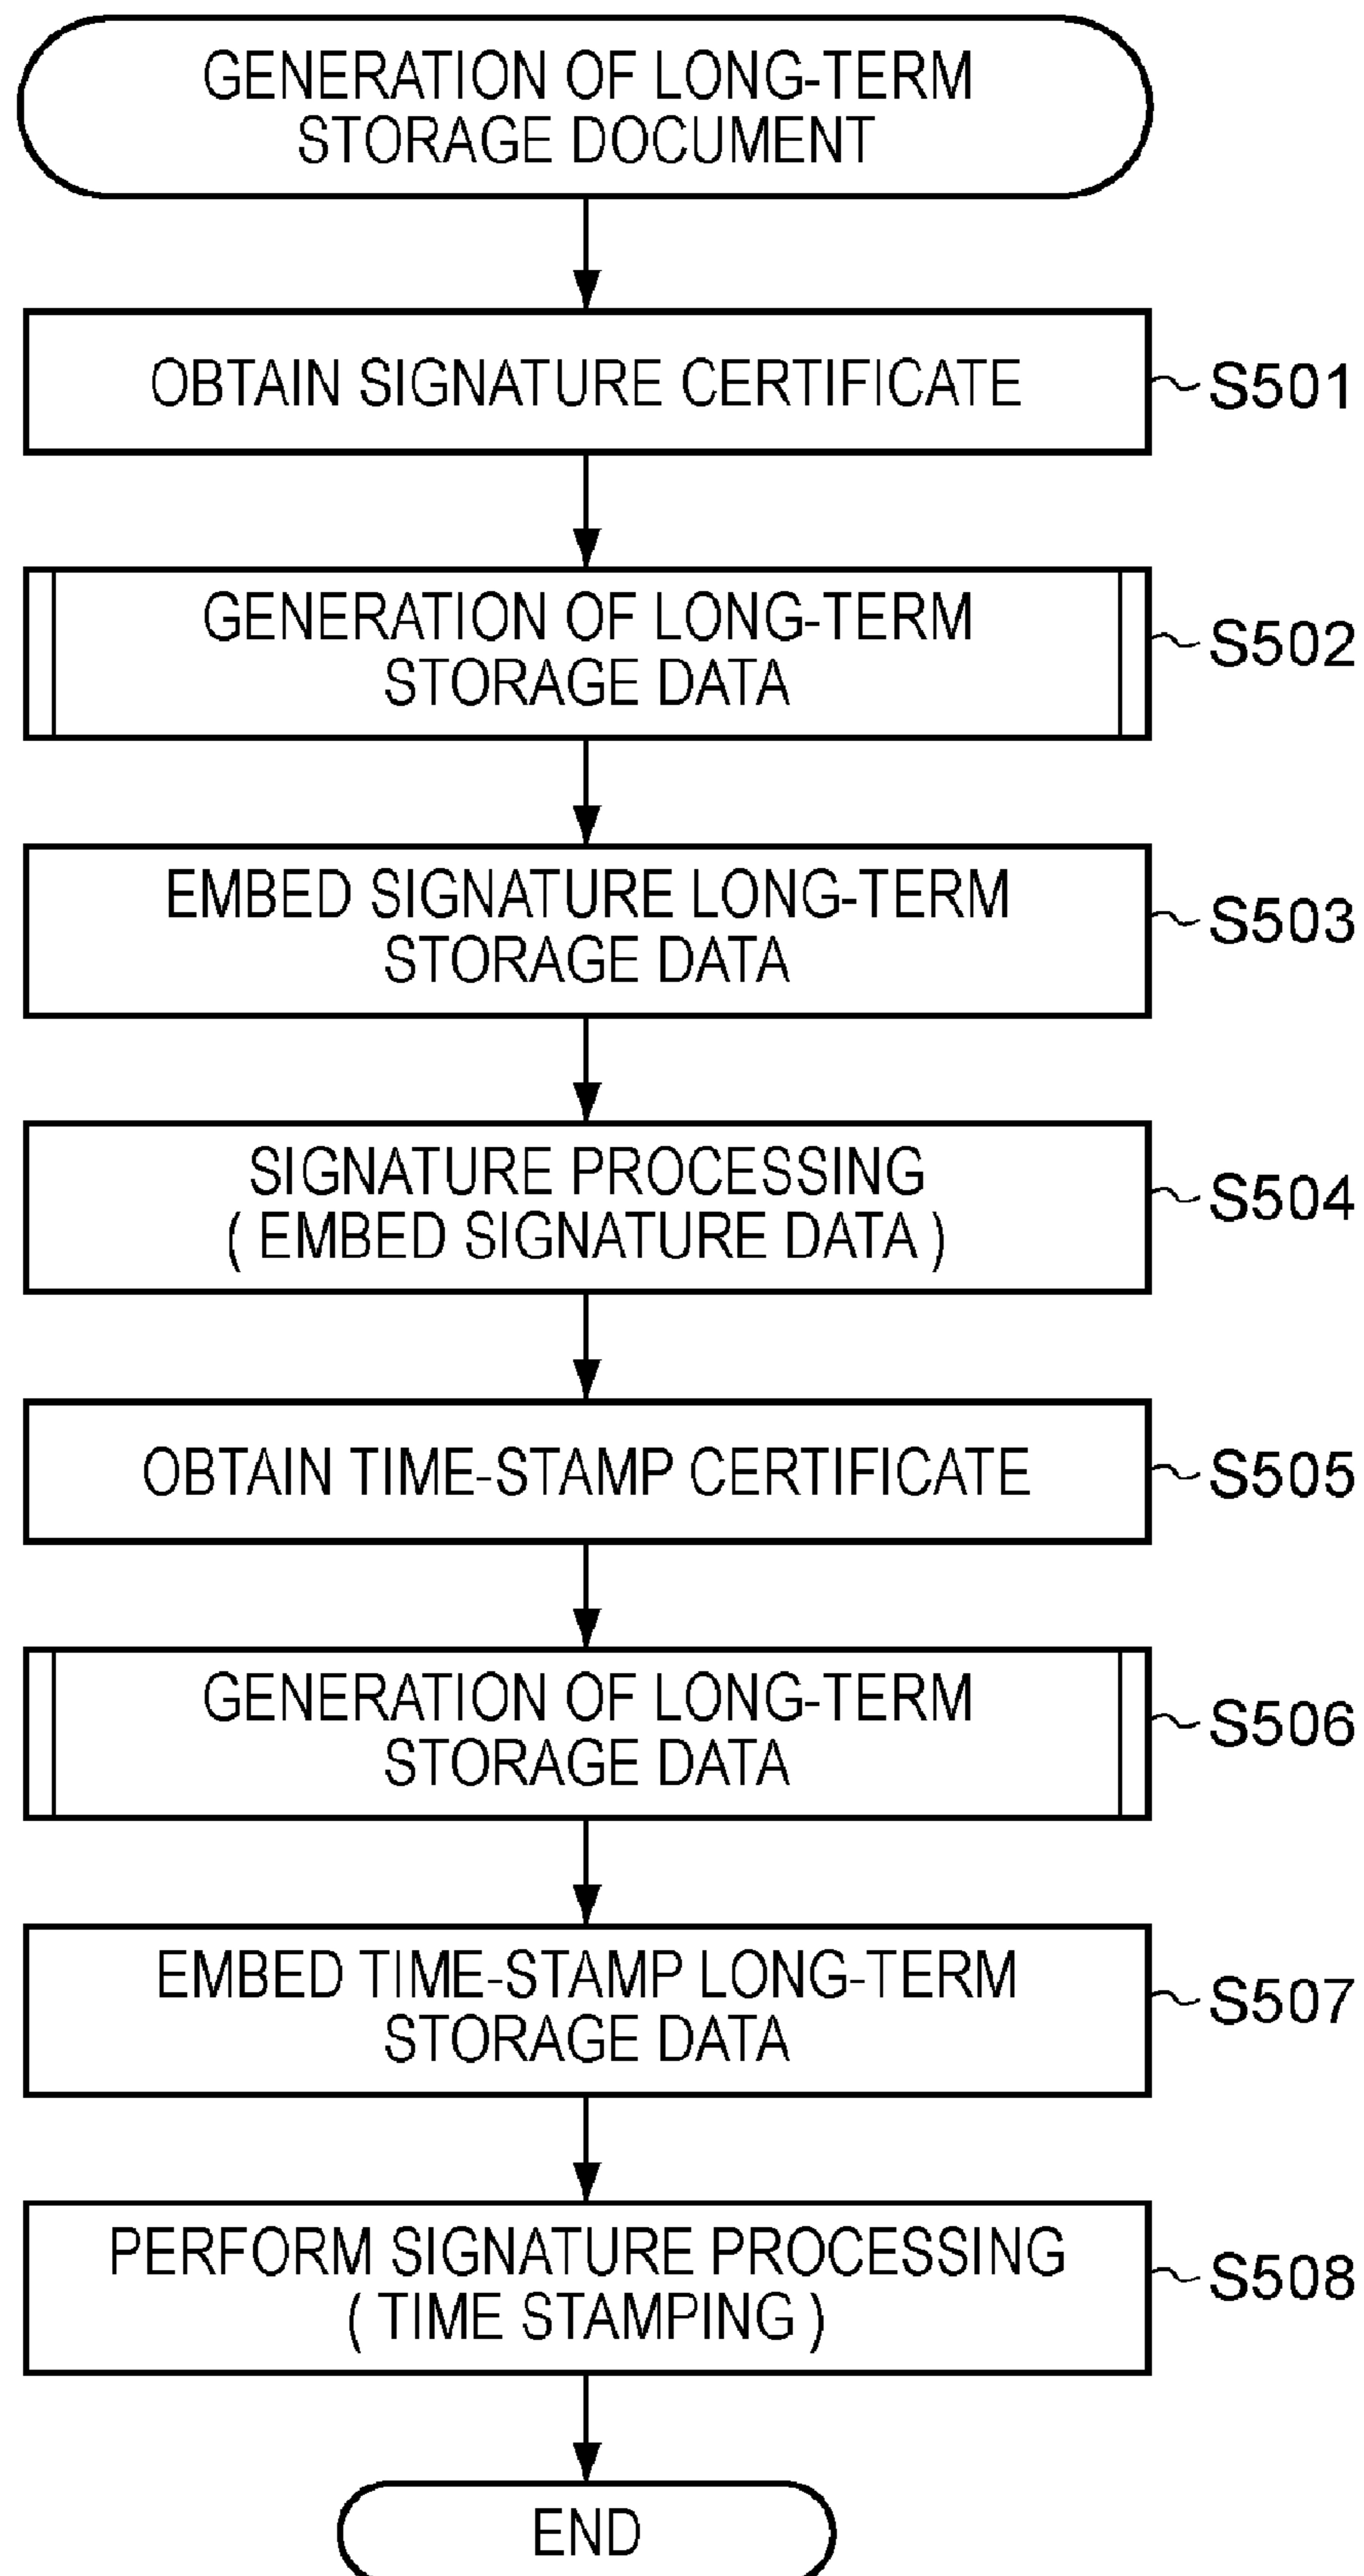 GENERATION OF LONG-TERM
STORAGE DOCUMENT
OBTAIN SIGNATURE CERTIFICATE
S501
GENERATION OF LONG-TERM
STORAGE DATA
S502
EMBED SIGNATURE LONG-TERM
STORAGE DATA
S503
SIGNATURE PROCESSING
( EMBED SIGNATURE DATA )
S504
OBTAIN TIME-STAMP CERTIFICATE
S505
GENERATION OF LONG-TERM
STORAGE DATA
S506
EMBED TIME-STAMP LONG-TERM
STORAGE DATA
S507
PERFORM SIGNATURE PROCESSING
( TIME STAMPING )
S508
END